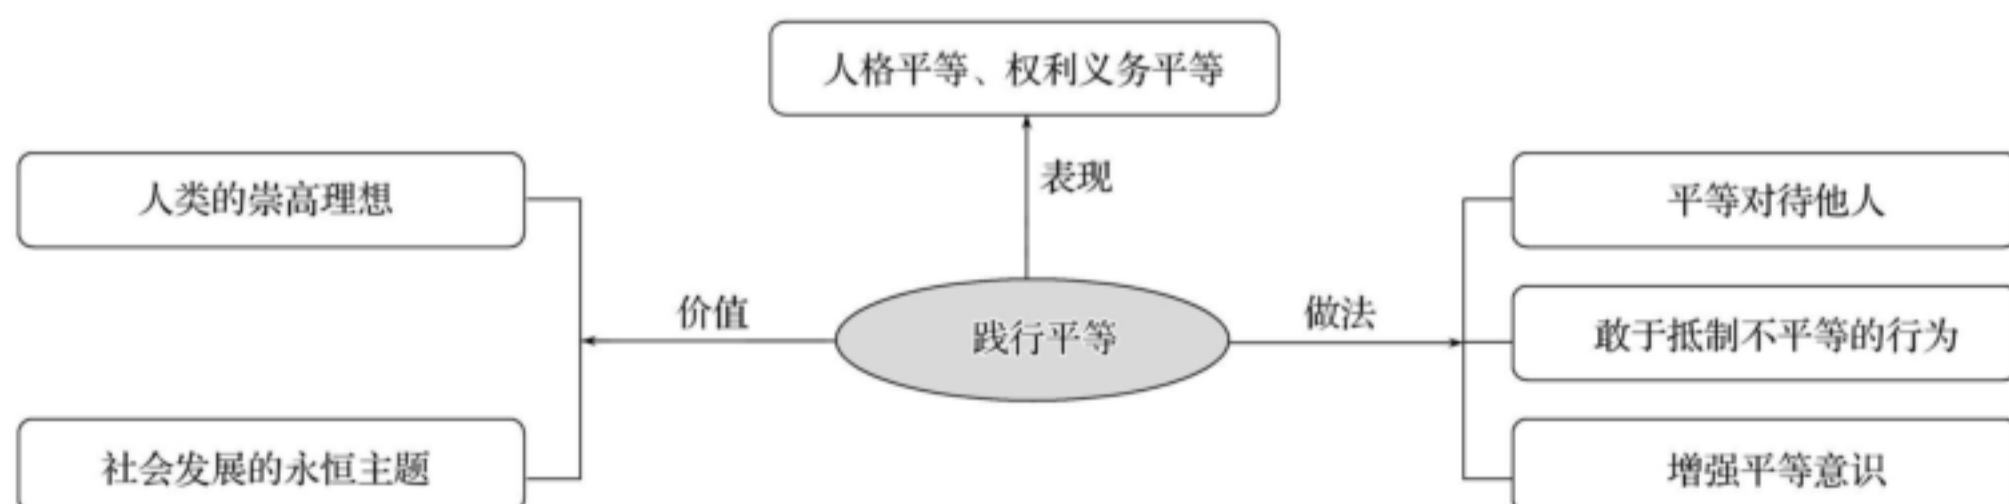 人格平等、权利义务平等
表现
人类的崇高理想
平等对待他人
价值
践行平等
做法
敢于抵制不平等的行为
社会发展的永恒主题
增强平等意识